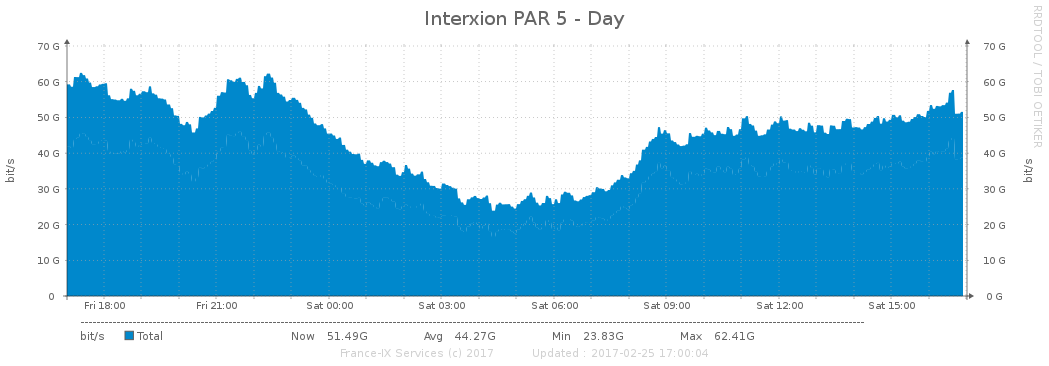 Interxion PAR 5 - Day
RRDTOOL / TOBI OETIKER
70 G 70 G
60 G 60 G
50 G 50 G
40 G 40 G
bit/s bit/s
30 G 30 G
20 G 20 G
10 G 10 G
0 0 G
Fri 18:00 Fri 21:00 Sat 00:00 Sat 03:00 Sat 06:00 Sat 09:00 Sat 12:00 Sat 15:00
bit/s Total Now 51.49G Avg 44.27G Min 23.83G Max 62.41G
France-IX Services (c) 2017 Updated : 2017-02-25 17:00:04